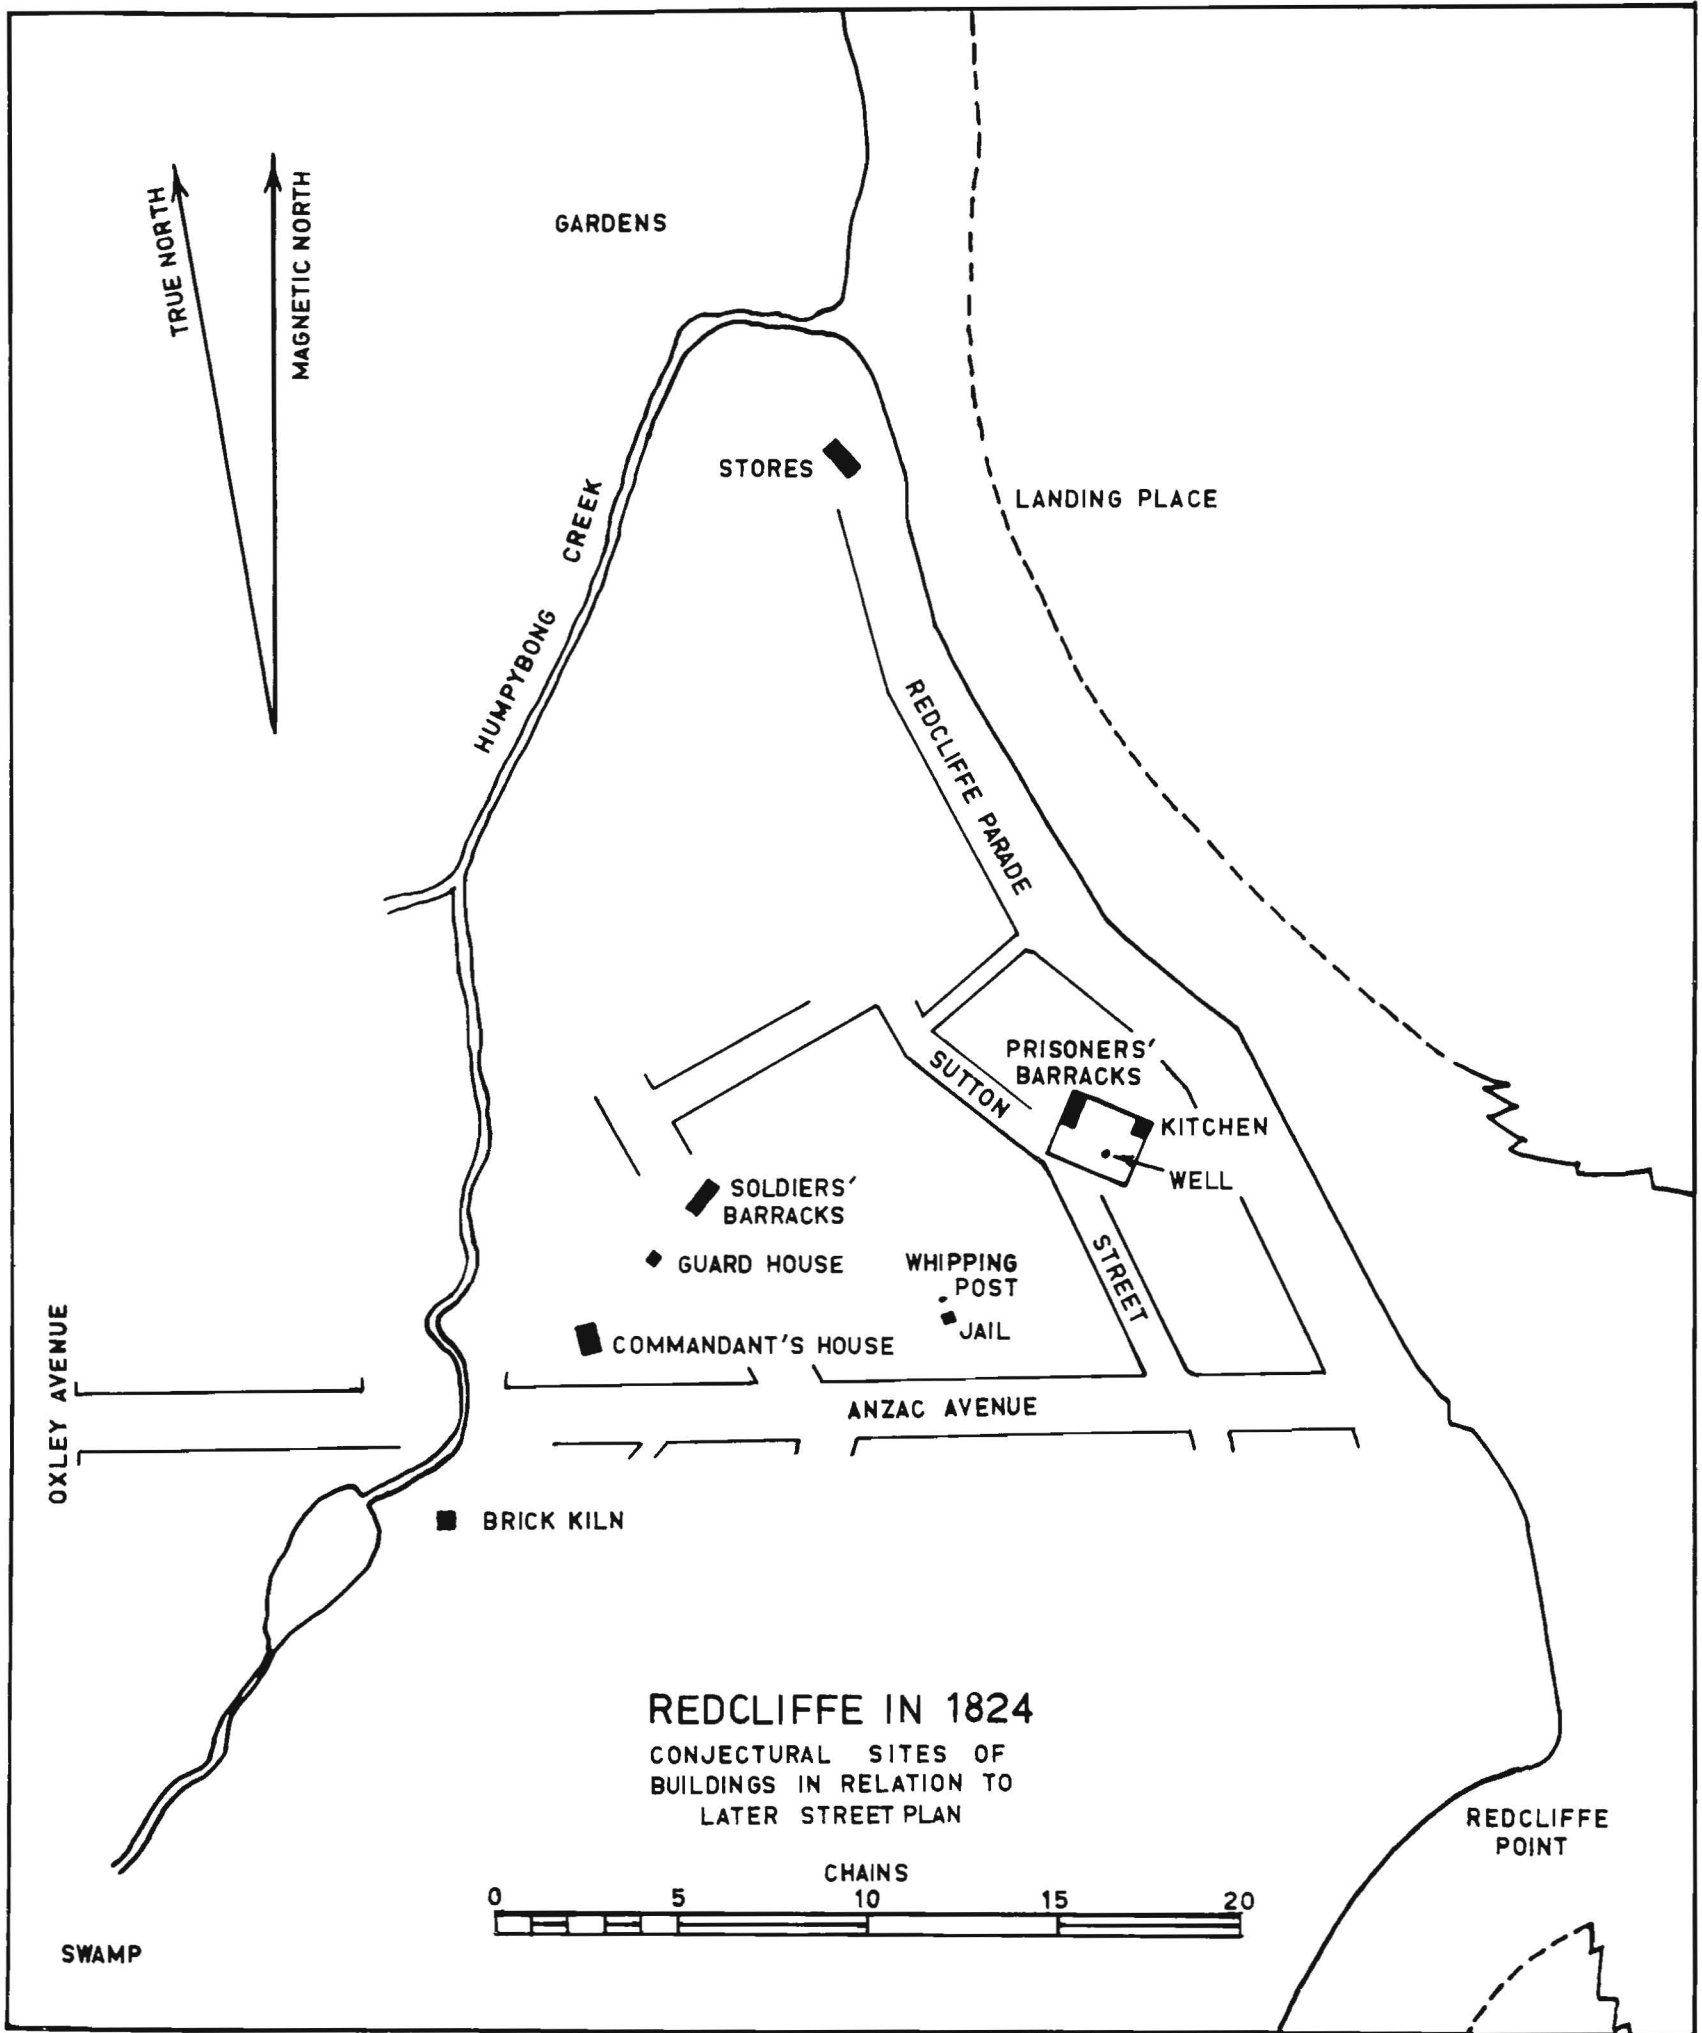 TRUE NORTH
MAGNETIC NORTH
GARDENS
STORES
LANDING PLACE
HUMPYBONG CREEK
REDCLIFFE PARADE
PRISONERS'
BARRACKS
SUTTON
STREET
KITCHEN
WELL
SOLDIERS'
BARRACKS
GUARD HOUSE
WHIPPING
POST
JAIL
COMMANDANT'S HOUSE
OXLEY AVENUE
ANZAC AVENUE
BRICK KILN
REDCLIFFE IN 1824
CONJECTURAL SITES OF
BUILDINGS IN RELATION TO
LATER STREET PLAN
REDCLIFFE
POINT
CHAINS
0 5 10 15 20
SWAMP